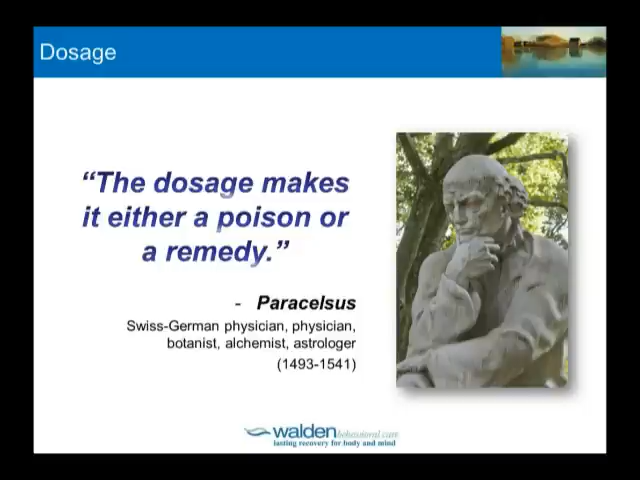 Dosage
“The dosage makes
it either a poison or
a remedy.”
- Paracelsus
Swiss-German physician, physician,
botanist, alchemist, astrologer
(1493-1541)
walden behavioral care
lasting recovery for body and mind